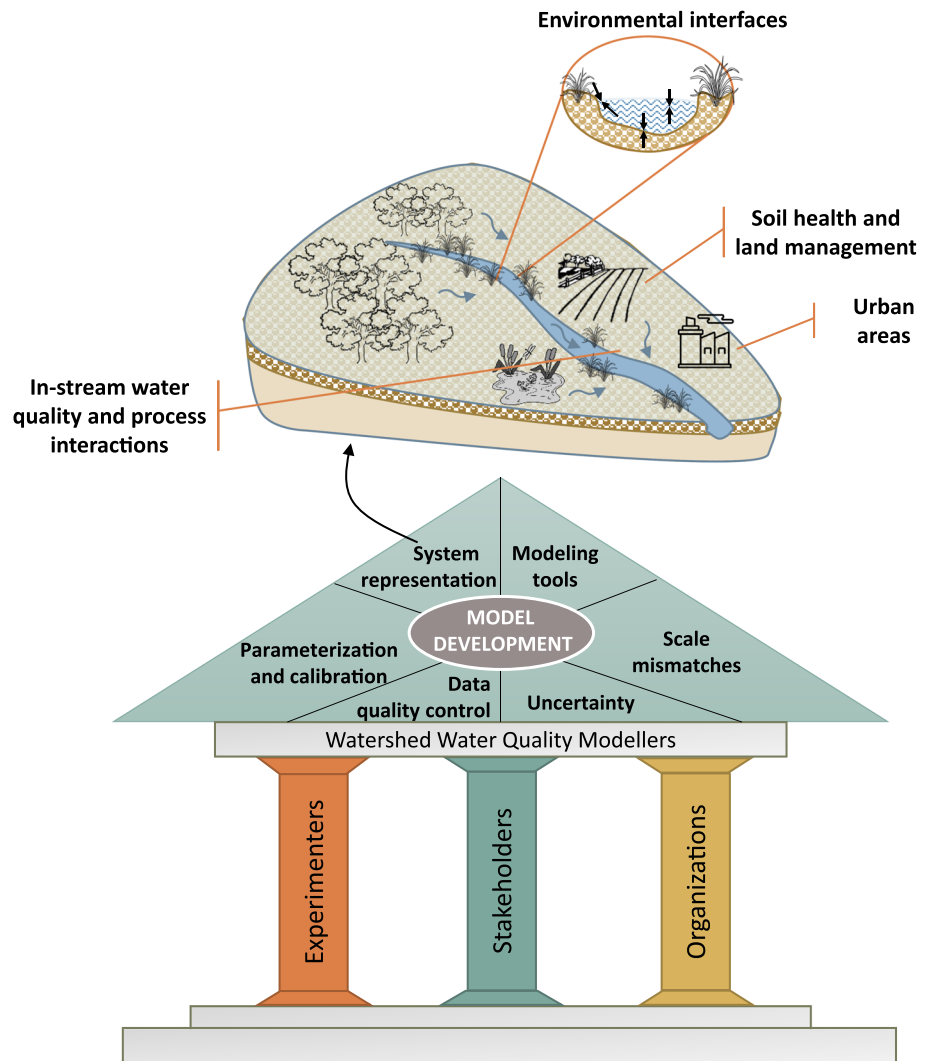 Environmental interfaces
Soil health and
land management
Urban
areas
In-stream water
quality and process
interactions
System
representation
Modeling
tools
MODEL
DEVELOPMENT
Parameterization
and calibration
Scale
mismatches
Data
quality control
Uncertainty
Watershed Water Quality Modellers
Experimenters
Stakeholders
Organizations